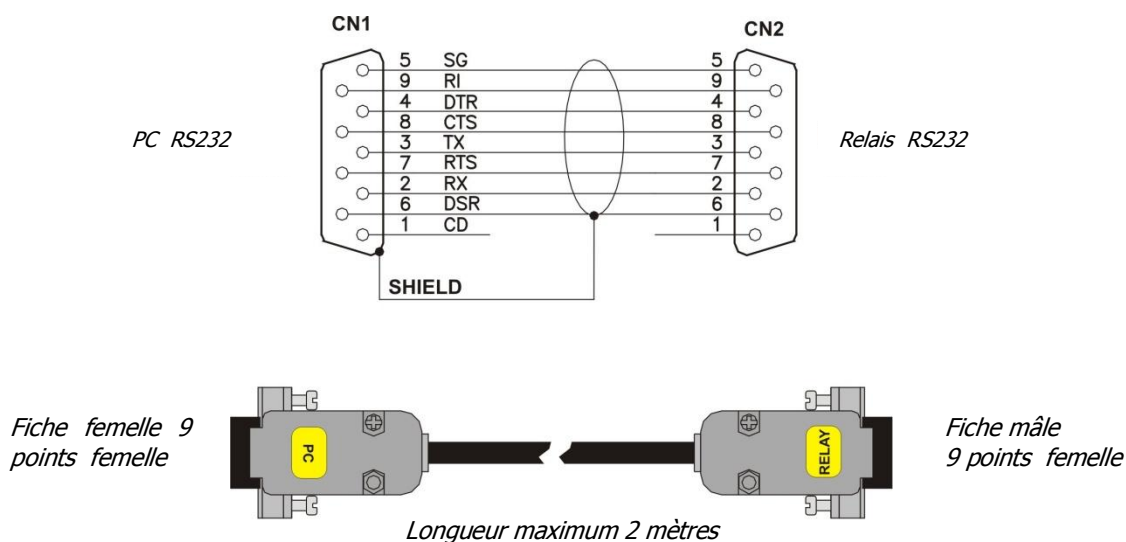 CN1
CN2
5 SG 5
9 RI 9
4 DTR 4
8 CTS 8
PC RS232
3 TX 3
Relais RS232
7 RTS 7
2 RX 2
6 DSR 6
1 CD 1
SHIELD
Fiche femelle 9
points femelle
PC
RELAY
Fiche mâle
9 points femelle
Longueur maximum 2 mètres